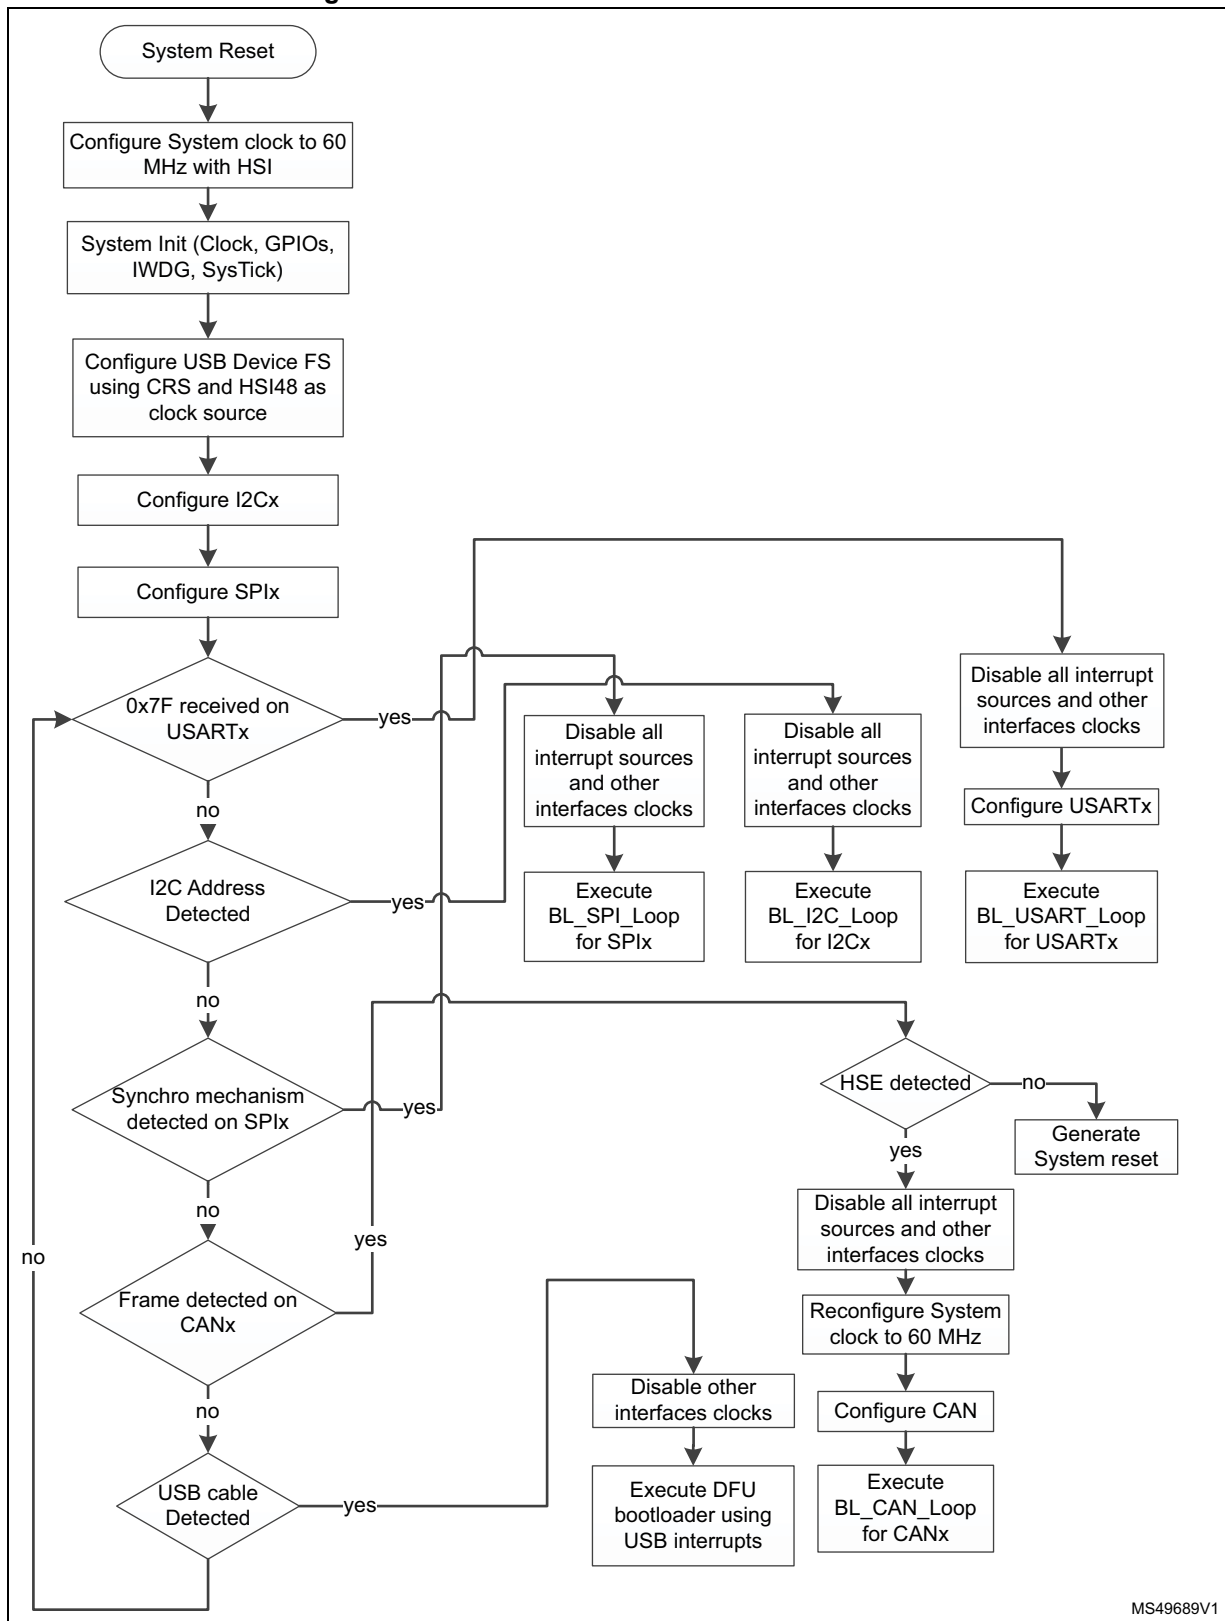 System Reset
Configure System clock to 60
MHz with HSI
System Init (Clock, GPIOs,
IWDG, SysTick)
Configure USB Device FS
using CRS and HSI48 as
clock source
Configure I2Cx
Configure SPIx
0x7F received on
USARTx
yes
no
Disable all
interrupt sources
and other
interfaces clocks
Execute
BL_SPI_Loop
for SPIx
Disable all
interrupt sources
and other
interfaces clocks
Execute
BL_I2C_Loop
for I2Cx
Disable all interrupt
sources and other
interfaces clocks
Configure USARTx
Execute
BL_USART_Loop
for USARTx
I2C Address
Detected
yes
no
Synchro mechanism
detected on SPIx
yes
no
HSE detected
no
Generate
System reset
yes
Disable all interrupt
sources and other
interfaces clocks
Reconfigure System
clock to 60 MHz
Configure CAN
Execute
BL_CAN_Loop
for CANx
Frame detected on
CANx
yes
no
no
USB cable
Detected
yes
Disable other
interfaces clocks
Execute DFU
bootloader using
USB interrupts
MS49689V1